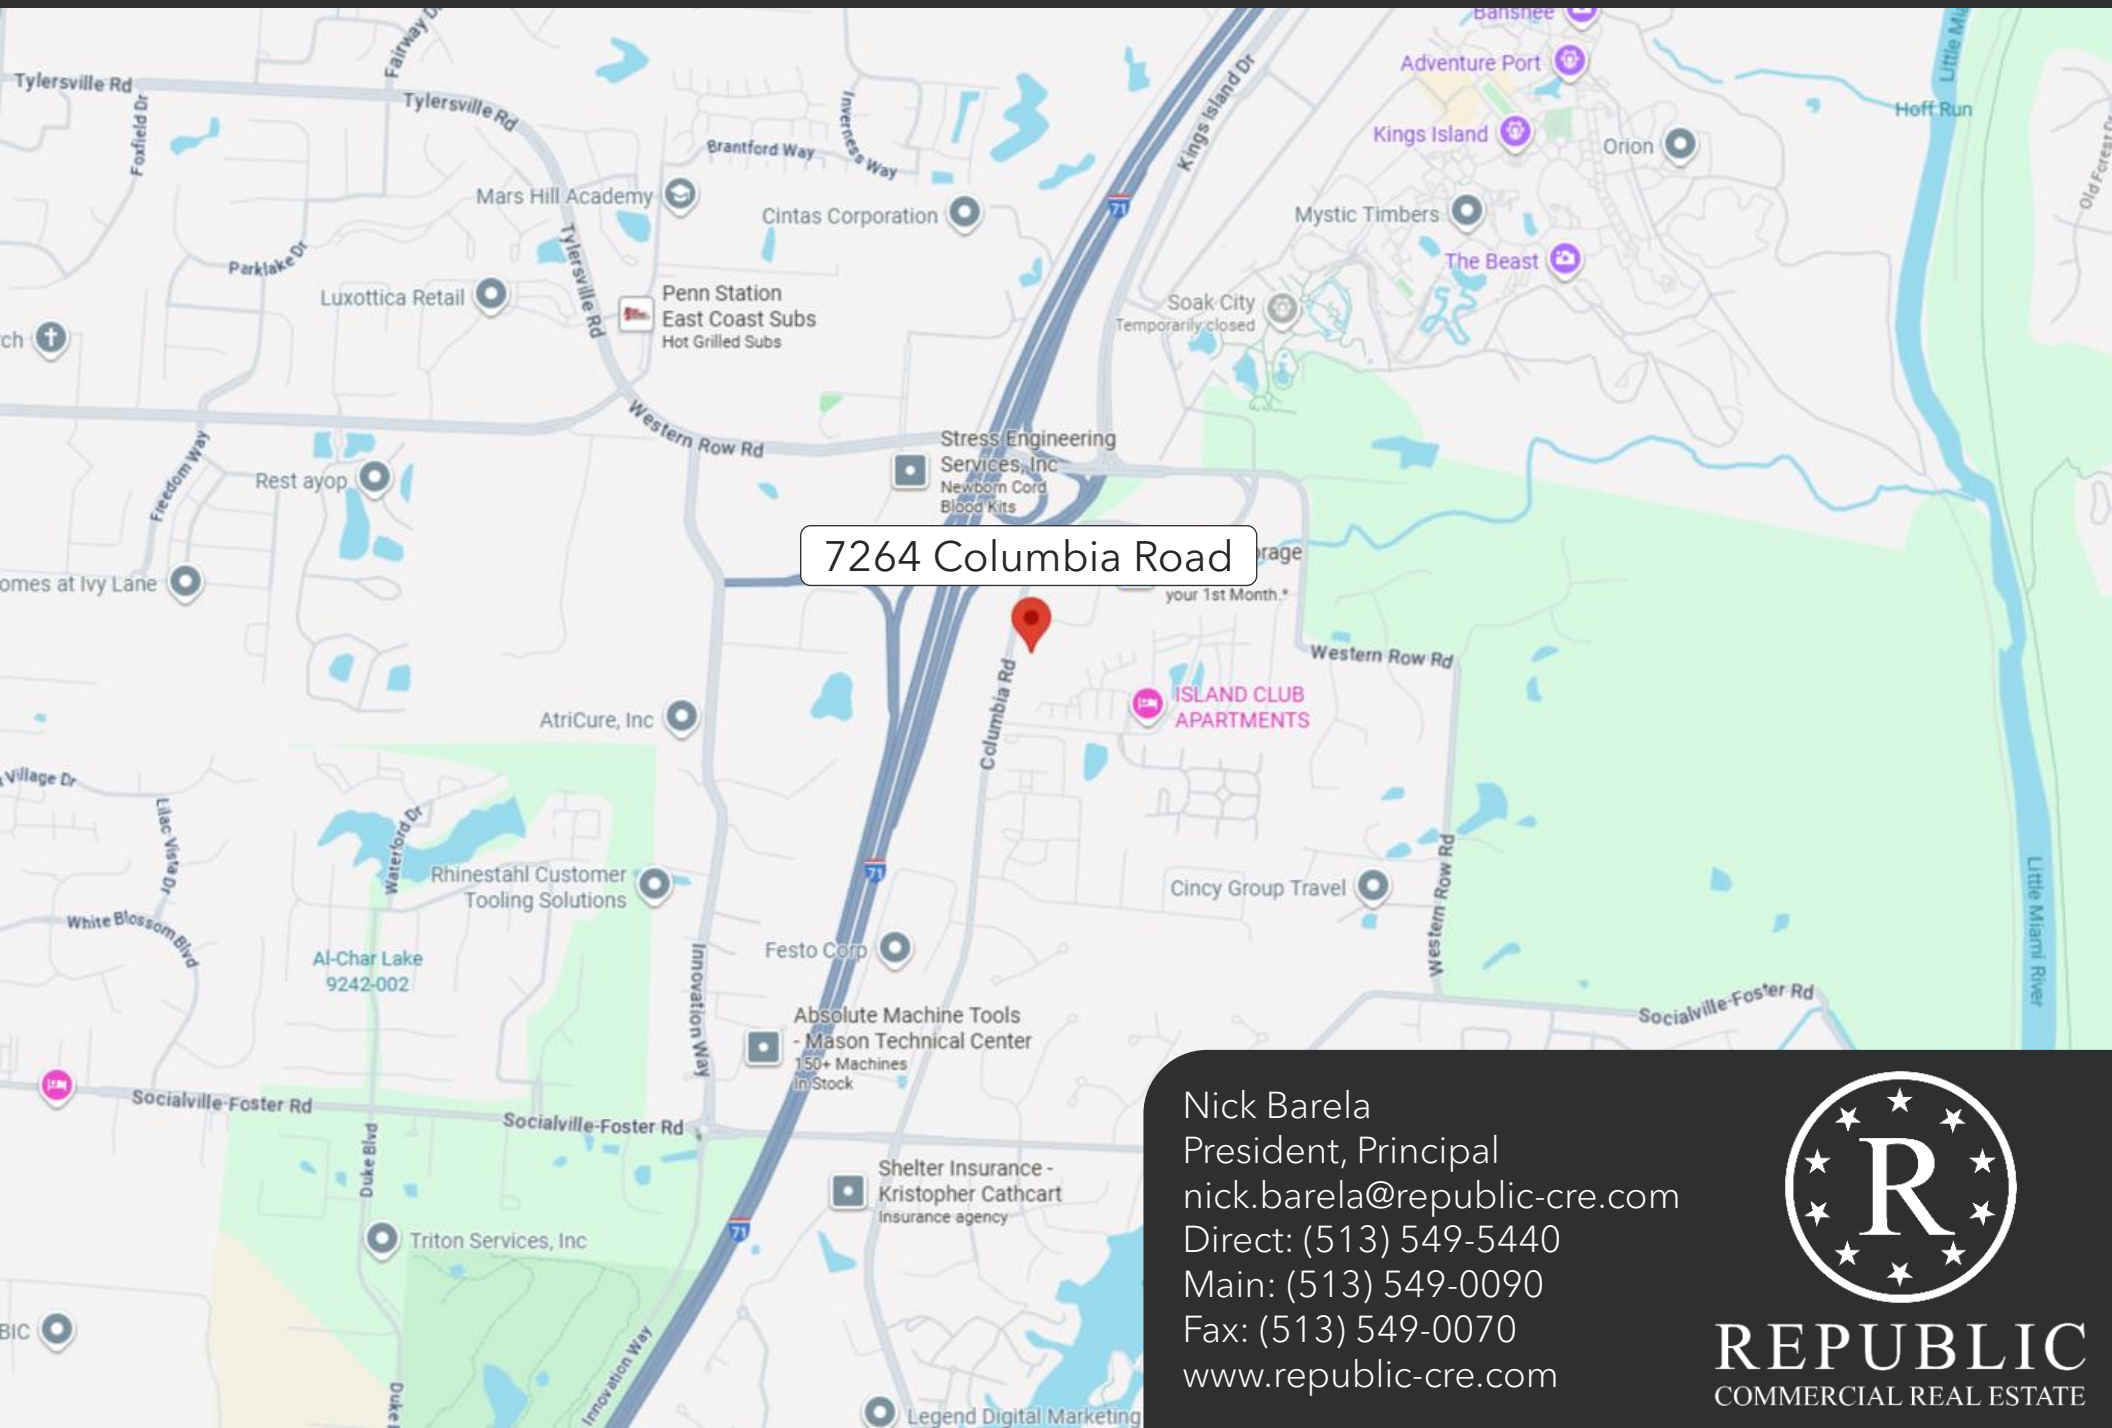 Banshee
Fairway D
Little Mi
Adventure Port
Tylersville Rd
Kings Island Dr
Tylersville Rd
Foxfield Dr
Inverness Way
Hoff Run
Kings Island
Orion
Brantford Way
Old Forest Dr
Mars Hill Academy
Cintas Corporation
71
Mystic Timbers
Tylersville Rd
Parklake Dr
The Beast
Luxottica Retail
Penn Station
East Coast Subs
Hot Grilled Subs
Soak City
Temporarily closed
rch
Western Row Rd
Stress Engineering
Services, Inc
Newborn Cord
Blood Kits
Freedom Way
Rest ayop
7264 Columbia Road
orage
your 1st Month.*
omes at Ivy Lane
Western Row Rd
Columbia Rd
ISLAND CLUB
APARTMENTS
AtriCure, Inc
Village Dr
Lilac Vista Dr
Waterford Dr
71
Rhinestahl Customer
Tooling Solutions
Cincy Group Travel
Western Row Rd
Little Miami River
White Blossom Blvd
Al-Char Lake
9242-002
Festo Corp
Innovation Way
Socialville-Foster Rd
Absolute Machine Tools
- Mason Technical Center
150+ Machines
In Stock
Socialville-Foster Rd
Socialville-Foster Rd
Duke Blvd
Shelter Insurance -
Kristopher Cathcart
Insurance agency
71
Triton Services, Inc
BIC
Innovation Way
Duke
Legend Digital Marketing
Nick Barela
President, Principal
nick.barela@republic-cre.com
Direct: (513) 549-5440
Main: (513) 549-0090
Fax: (513) 549-0070
www.republic-cre.com
R
REPUBLIC
COMMERCIAL REAL ESTATE